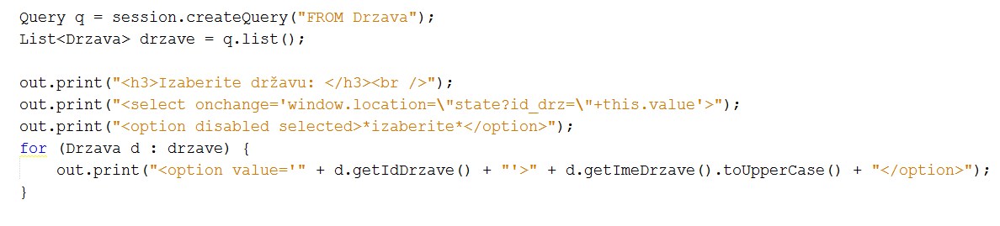 Query q = session.createQuery("FROM Drzava");
List<Drzava> drzave = q.list();
out.print("<h3>Izaberite državu: </h3><br />");
out.print("<select onchange='window.location=\"state?id_drz=\"+this.value'>");
out.print("<option disabled selected>*izaberite*</option>");
for (Drzava d : drzave) {
    out.print("<option value='" + d.getIdDrzave() + "'>" + d.getImeDrzave().toUpperCase() + "</option>");
}